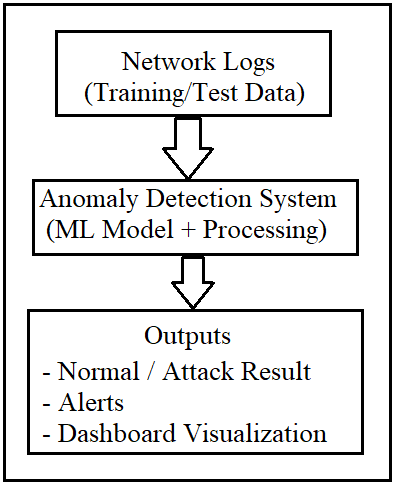 Network Logs
(Training/Test Data)
Anomaly Detection System
(ML Model + Processing)
Outputs
- Normal / Attack Result
- Alerts
- Dashboard Visualization